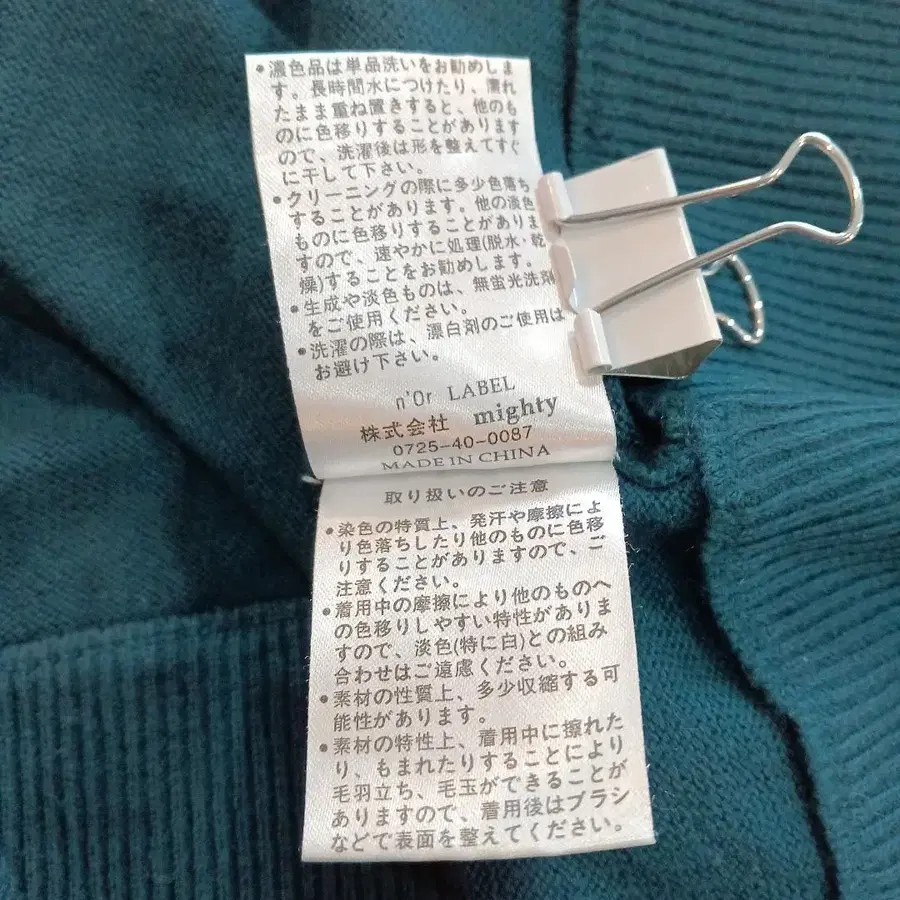 ・濃色品は単品洗いをお勧めしま
す。長時間水につけたり、濡れ
たまま重ね置きすると、他のも
のに色移りすることがあります
ので、洗濯後は形を整えてすぐ
に干して下さい。
・クリーニングの際に多少色落ち
することがあります。他の淡色
ものに色移りすることがありま
すので、速やかに処理(脱水・乾
燥)することをお勧めします。
・生成や淡色ものは、無蛍光洗剤
をご使用ください。
・洗濯の際は、漂白剤のご使用は
お避け下さい。
n'Or LABEL
株式会社 mighty
0725-40-0087
MADE IN CHINA
取り扱いのご注意
・染色の特質上、発汗や摩擦によ
り色落ちしたり他のものに色移
りすることがありますので、ご
注意ください。
・着用中の摩擦により他のものへ
の色移りしやすい特性がありま
すので、淡色(特に白)との組み
合わせはご遠慮ください。
・素材の性質上、多少収縮する可
能性があります。
・素材の特性上、着用中に擦れた
り、もまれたりすることにより
毛羽立ち、毛玉ができることが
ありますので、着用後はブラシ
などで表面を整えてください。